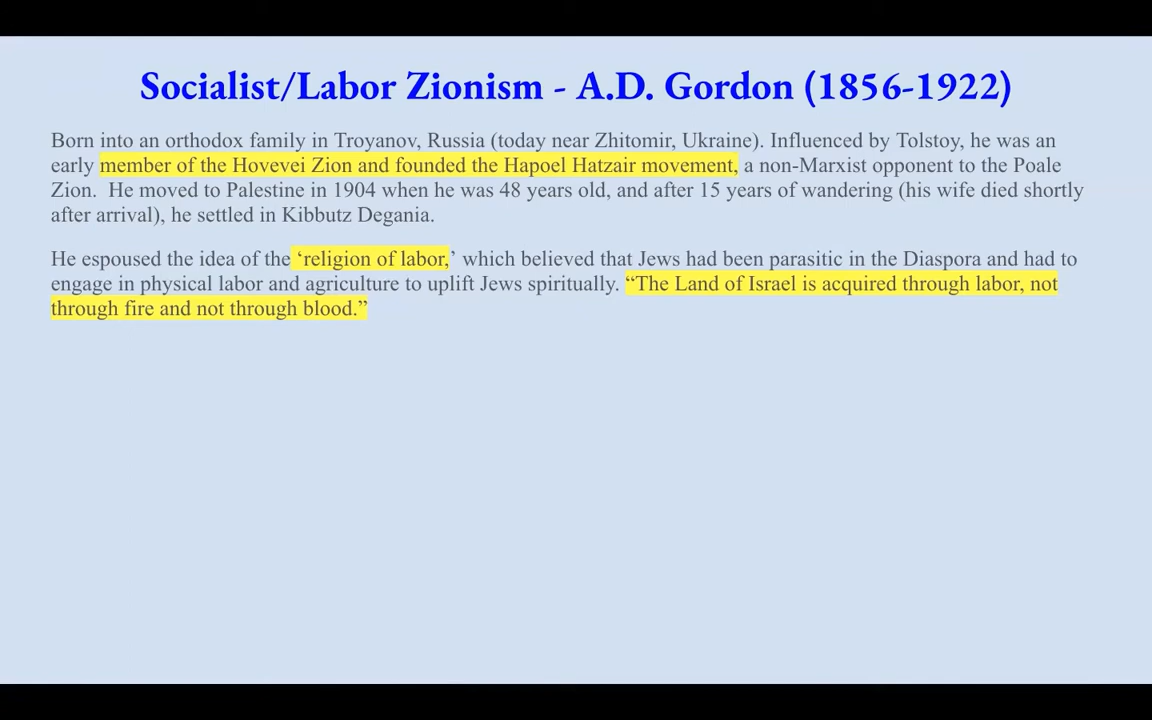 Socialist/Labor Zionism - A.D. Gordon (1856-1922)
Born into an orthodox family in Troyanov, Russia (today near Zhitomir, Ukraine). Influenced by Tolstoy, he was an
early member of the Hovevei Zion and founded the Hapoel Hatzair movement, a non-Marxist opponent to the Poale
Zion.  He moved to Palestine in 1904 when he was 48 years old, and after 15 years of wandering (his wife died shortly
after arrival), he settled in Kibbutz Degania.
He espoused the idea of the ‘religion of labor,’ which believed that Jews had been parasitic in the Diaspora and had to
engage in physical labor and agriculture to uplift Jews spiritually. “The Land of Israel is acquired through labor, not
through fire and not through blood.”